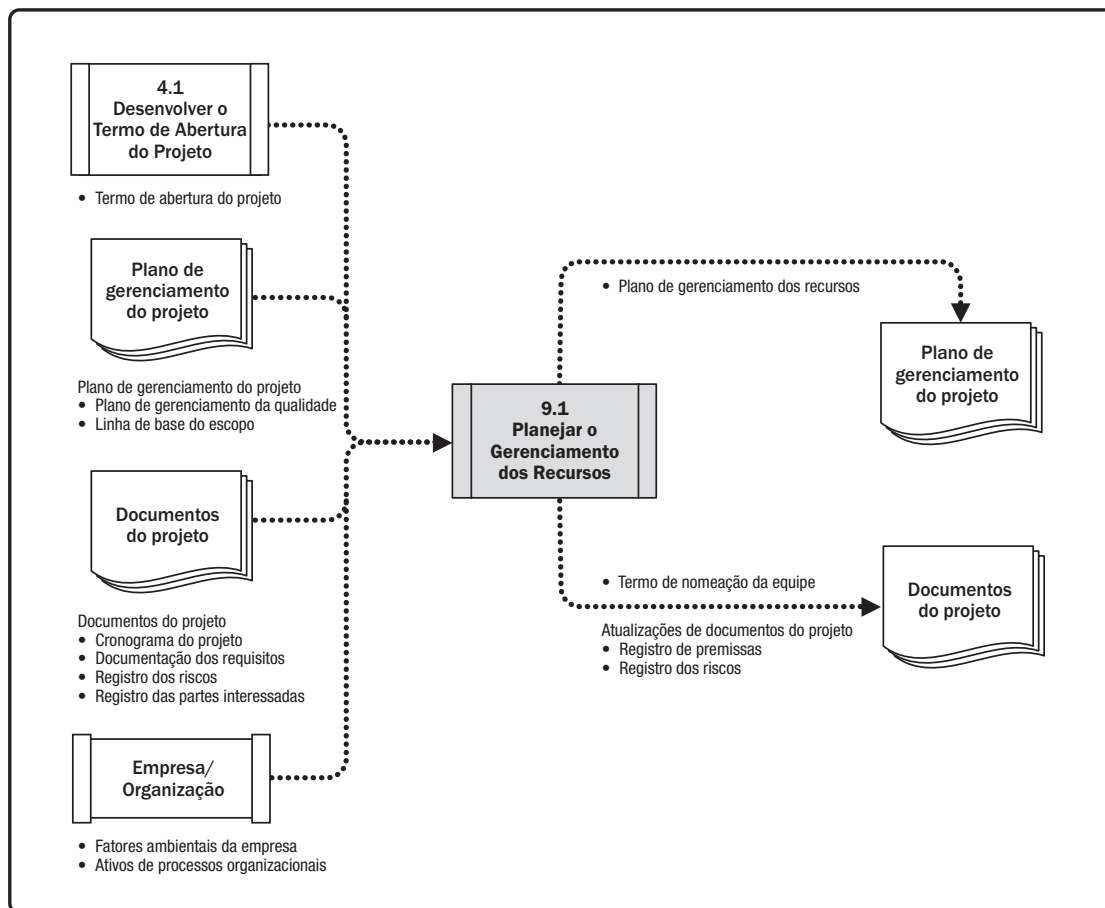 4.1
Desenvolver o
Termo de Abertura
do Projeto
• Termo de abertura do projeto
Plano de
gerenciamento
do projeto
Plano de gerenciamento do projeto
• Plano de gerenciamento da qualidade
• Linha de base do escopo
Documentos
do projeto
Documentos do projeto
• Cronograma do projeto
• Documentação dos requisitos
• Registro dos riscos
• Registro das partes interessadas
Empresa/
Organização
• Fatores ambientais da empresa
• Ativos de processos organizacionais
9.1
Planejar o
Gerenciamento
dos Recursos
• Plano de gerenciamento dos recursos
Plano de
gerenciamento
do projeto
• Termo de nomeação da equipe
Atualizações de documentos do projeto
• Registro de premissas
• Registro dos riscos
Documentos
do projeto